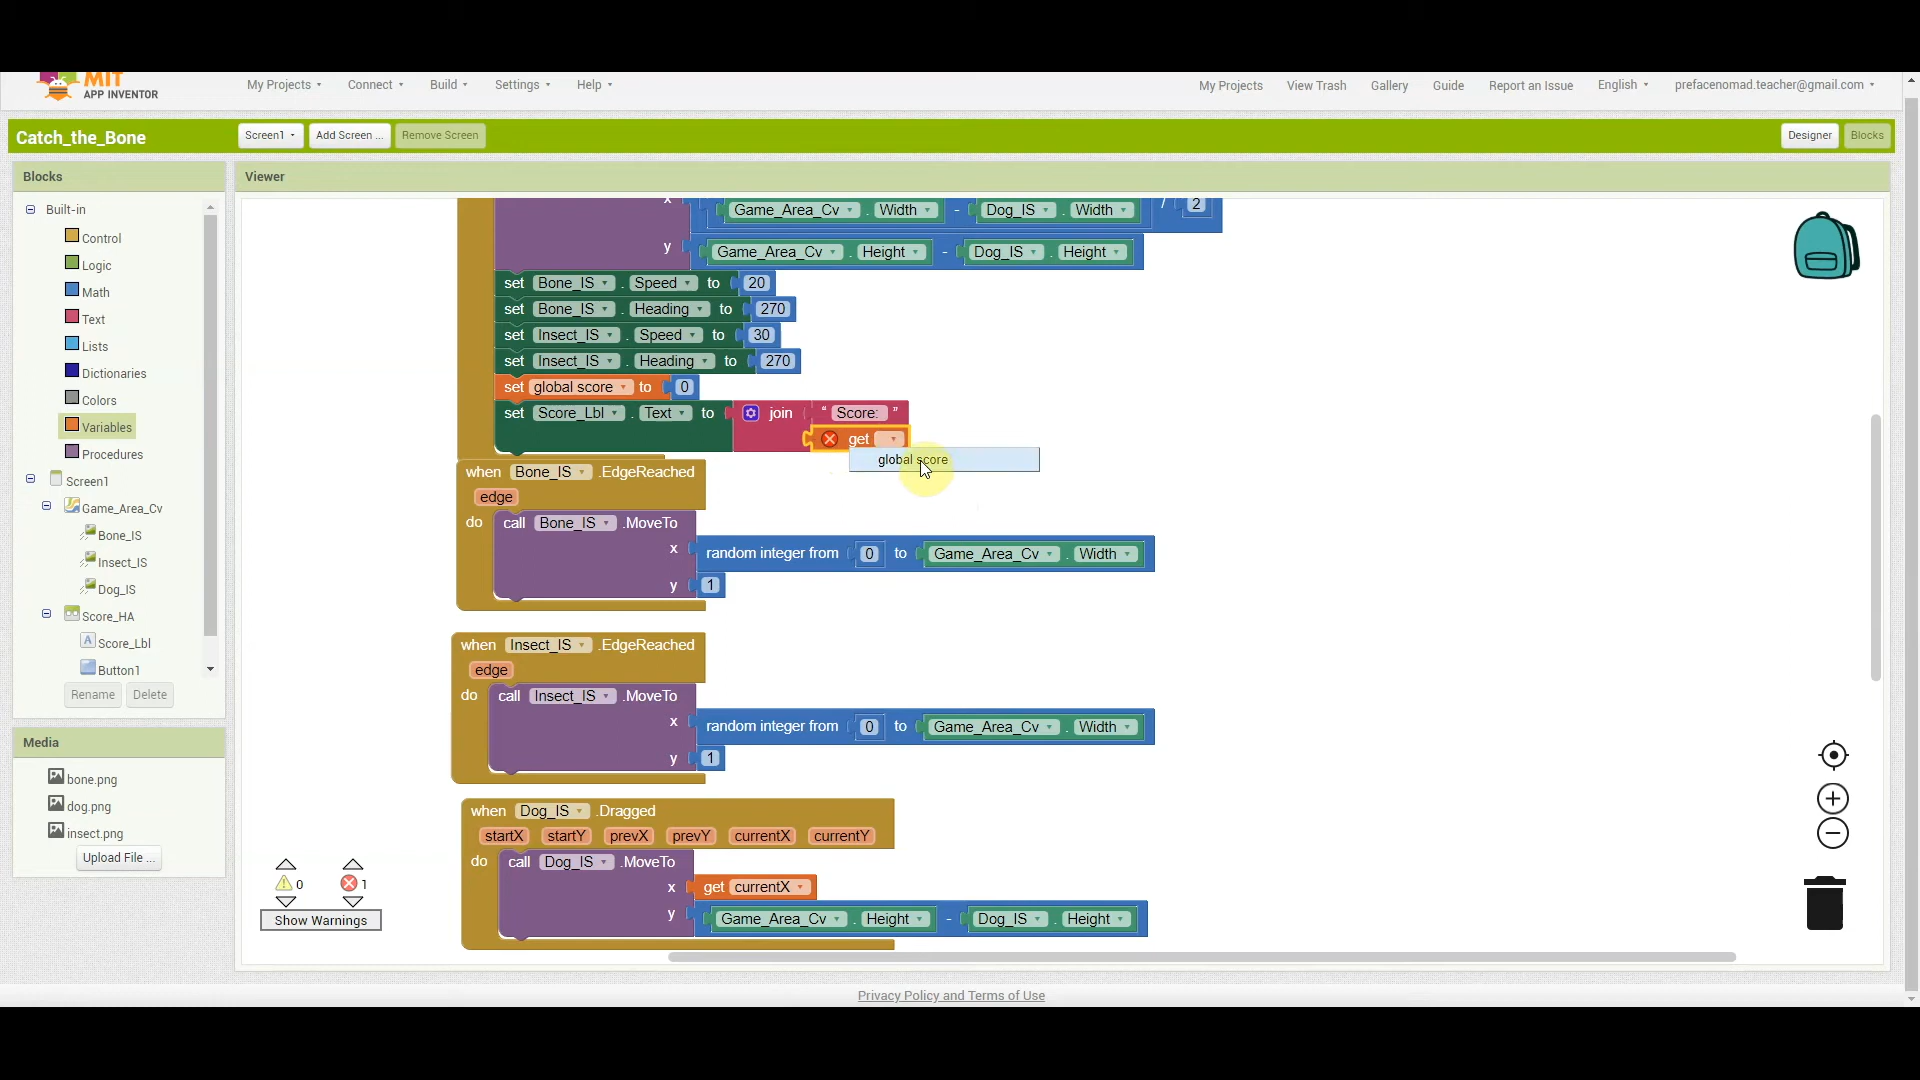 MIT
APP INVENTOR
My Projects
Connect
Build
Settings
Help
My Projects
View Trash
Gallery
Guide
Report an Issue
English
prefacenomad.teacher@gmail.com
Catch_the_Bone
Screen1
Add Screen ...
Remove Screen
Designer
Blocks
Blocks
Built-in
Control
Logic
Math
Text
Lists
Dictionaries
Colors
Variables
Procedures
Screen1
Game_Area_Cv
Bone_IS
Insect_IS
Dog_IS
Score_HA
Score_Lbl
Button1
Rename
Delete
Media
bone.png
dog.png
insect.png
Upload File ...
Viewer
x Game_Area_Cv . Width - Dog_IS . Width / 2
y Game_Area_Cv . Height - Dog_IS . Height
set Bone_IS . Speed to 20
set Bone_IS . Heading to 270
set Insect_IS . Speed to 30
set Insect_IS . Heading to 270
set global score to 0
set Score_Lbl . Text to join “ Score: ”
get
global score
when Bone_IS .EdgeReached
edge
do call Bone_IS .MoveTo
x random integer from 0 to Game_Area_Cv . Width
y 1
when Insect_IS .EdgeReached
edge
do call Insect_IS .MoveTo
x random integer from 0 to Game_Area_Cv . Width
y 1
when Dog_IS .Dragged
startX startY prevX prevY currentX currentY
do call Dog_IS .MoveTo
x get currentX
y Game_Area_Cv . Height - Dog_IS . Height
0 1
Show Warnings
Privacy Policy and Terms of Use